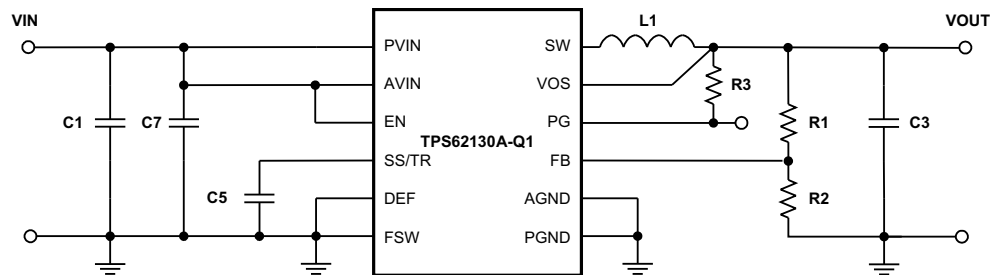 VIN
L1
VOUT
PVIN
SW
AVIN
VOS
R3
C1
C7
EN
PG
R1
C3
TPS62130A-Q1
SS/TR
FB
C5
DEF
AGND
R2
FSW
PGND